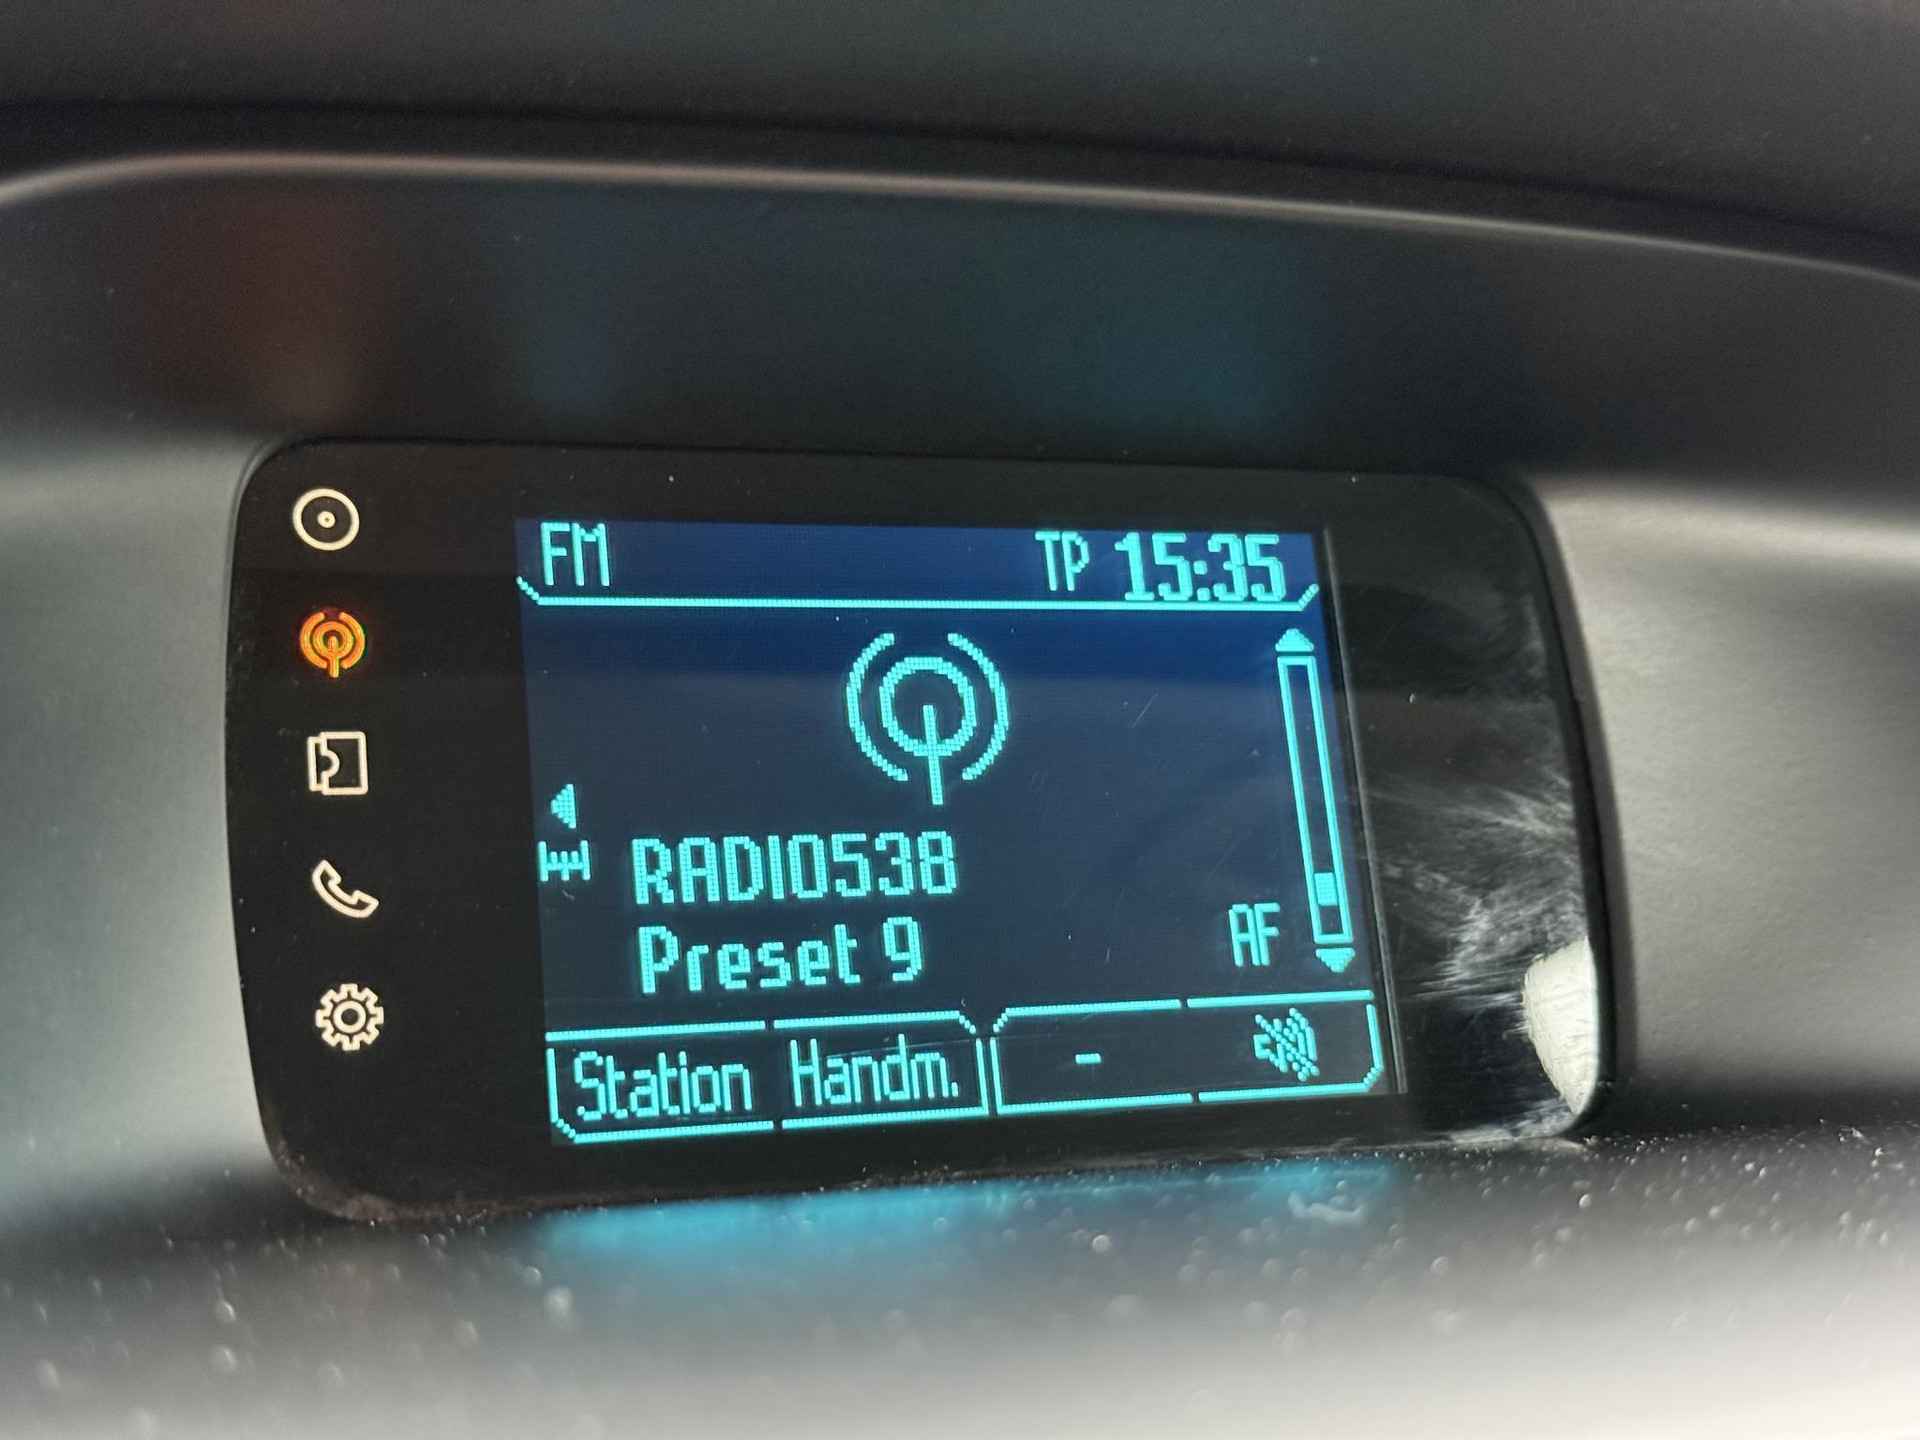 FM TP 15:35
RADIO538
Preset 9 AF
Station Handm. -